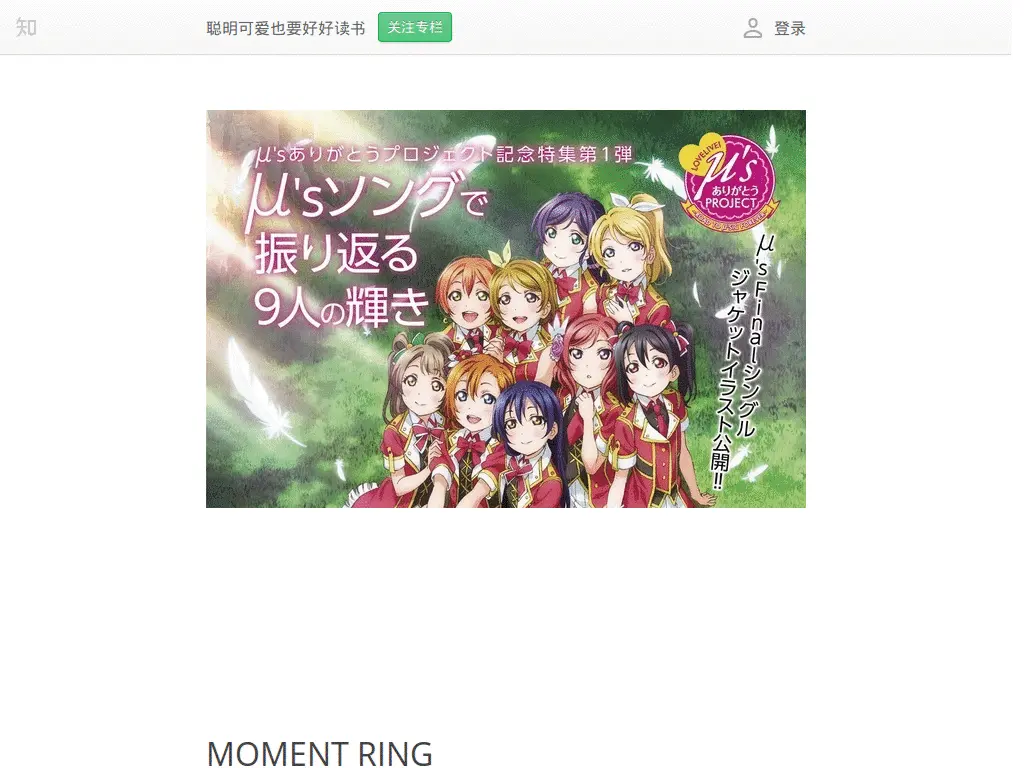 知
聪明可爱也要好好读书
关注专栏
登录
μ'sありがとうプロジェクト記念特集第1弾
μ'sソングで
振り返る
9人の輝き
LOVELIVE!
μ's
ありがとう
PROJECT
μ'sFinalシングル
ジャケットイラスト公開!!
MOMENT RING